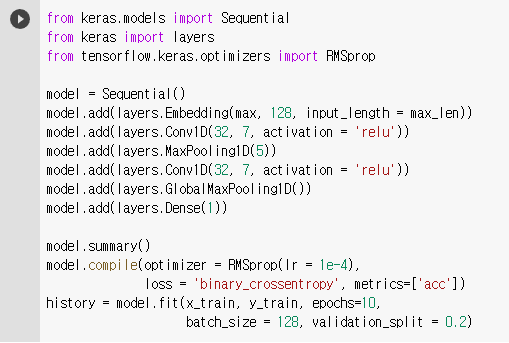 from keras.models import Sequential
from keras import layers
from tensorflow.keras.optimizers import RMSprop
model = Sequential()
model.add(layers.Embedding(max, 128, input_length = max_len))
model.add(layers.Conv1D(32, 7, activation = 'relu'))
model.add(layers.MaxPooling1D(5))
model.add(layers.Conv1D(32, 7, activation = 'relu'))
model.add(layers.GlobalMaxPooling1D())
model.add(layers.Dense(1))
model.summary()
model.compile(optimizer = RMSprop(lr = 1e-4),
loss = 'binary_crossentropy', metrics=['acc'])
history = model.fit(x_train, y_train, epochs=10,
batch_size = 128, validation_split = 0.2)